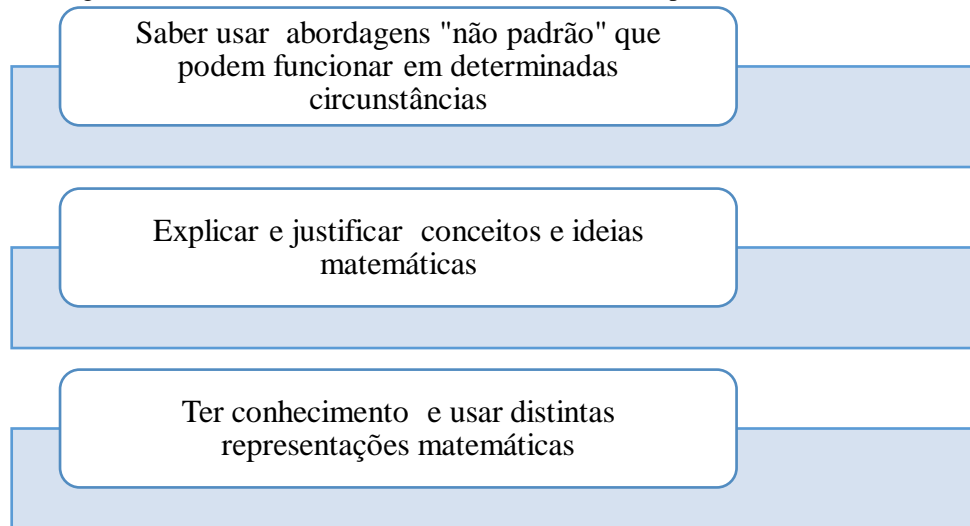 Saber usar abordagens "não padrão" que
podem funcionar em determinadas
circunstâncias
Explicar e justificar conceitos e ideias
matemáticas
Ter conhecimento e usar distintas
representações matemáticas